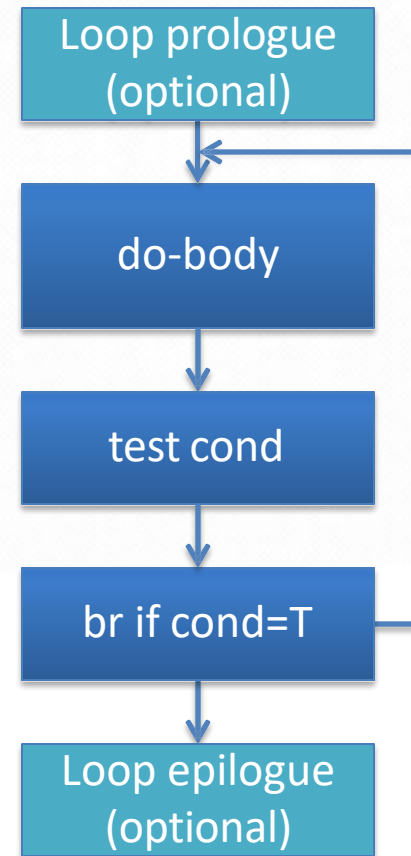 Loop prologue
(optional)
do-body
test cond
br if cond=T
Loop epilogue
(optional)